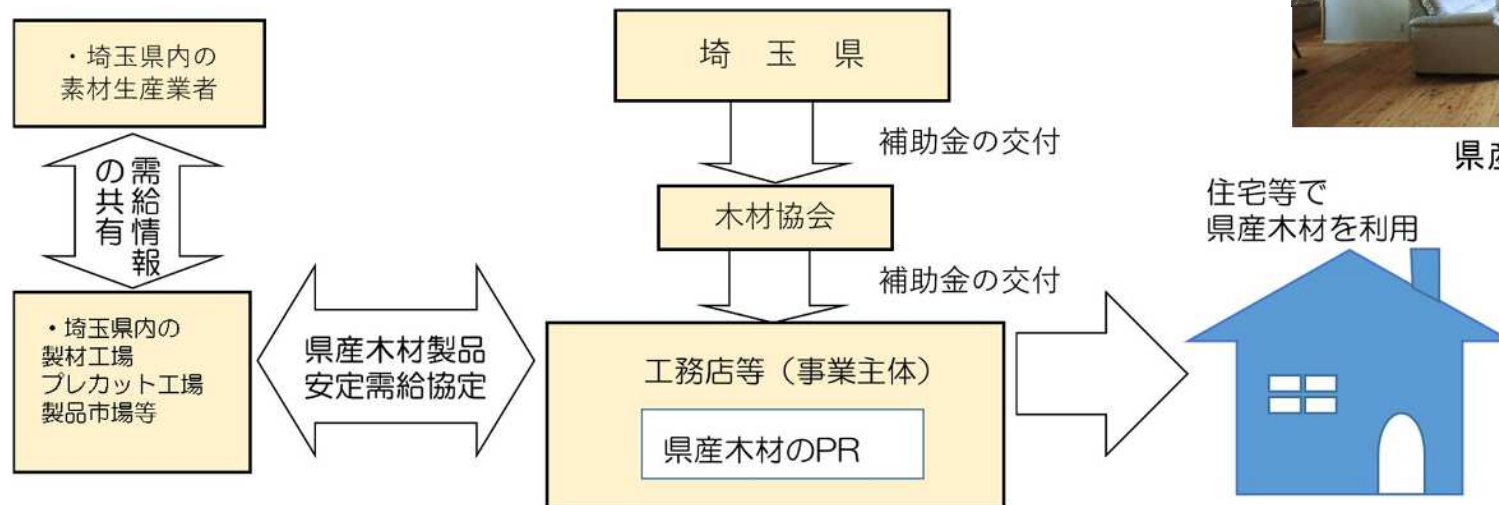 ・埼玉県内の
素材生産業者
需給情報
の共有
・埼玉県内の
製材工場
プレカット工場
製品市場等
県産木材製品
安定需給協定
埼 玉 県
補助金の交付
木材協会
補助金の交付
工務店等（事業主体）
県産木材のPR
県産
住宅等で
県産木材を利用